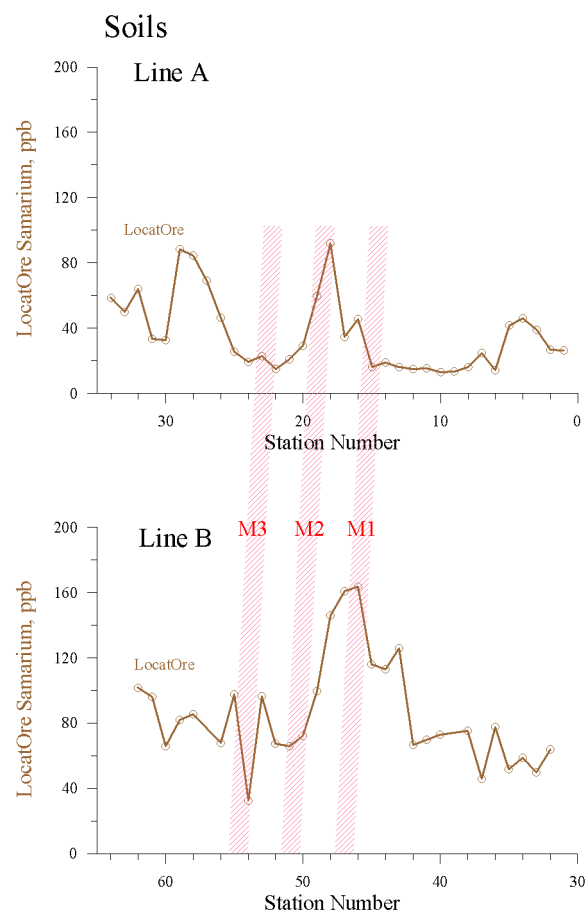 Soils
Line A
LocatOre Samarium, ppb
200
160
120
80
40
0
LocatOre
30
20
10
0
Station Number
Line B
M3
M2
M1
LocatOre Samarium, ppb
200
160
120
80
40
0
LocatOre
60
50
40
30
Station Number